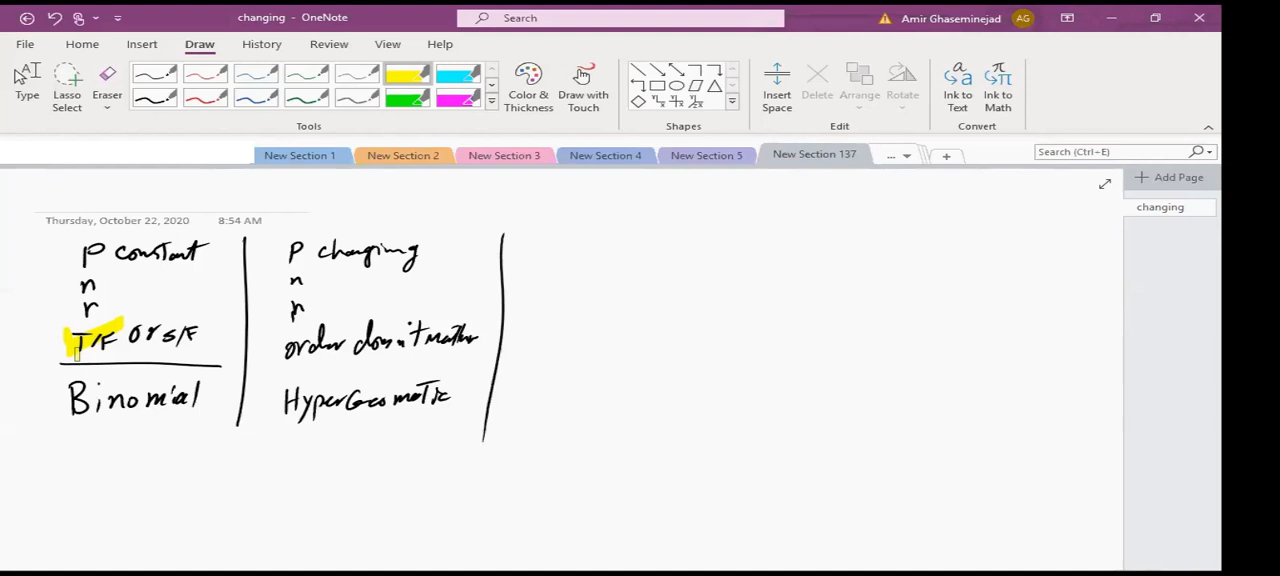 changing - OneNote
Search
Amir Ghaseminejad AG
File Home Insert Draw History Review View Help
Type Lasso Select Eraser Color & Thickness Draw with Touch Insert Space Delete Arrange Rotate Ink to Text Ink to Math
Tools Shapes Edit Convert
New Section 1 New Section 2 New Section 3 New Section 4 New Section 5 New Section 137 ... + Search (Ctrl+E)
+ Add Page
changing
Thursday, October 22, 2020 8:54 AM
P constant
n
r
T/F or S/F
Binomial
P changing
n
r
order doesn't matter
HyperGeometic